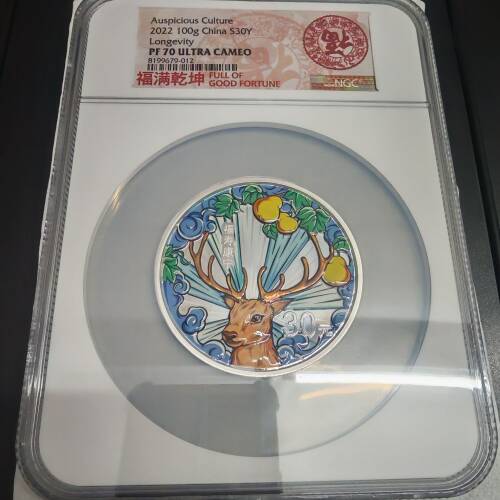 Auspicious Culture
2022 100g China S30Y
Longevity
PF 70 ULTRA CAMEO
8199679-012
福满乾坤 FULL OF
GOOD FORTUNE
NGC
30元